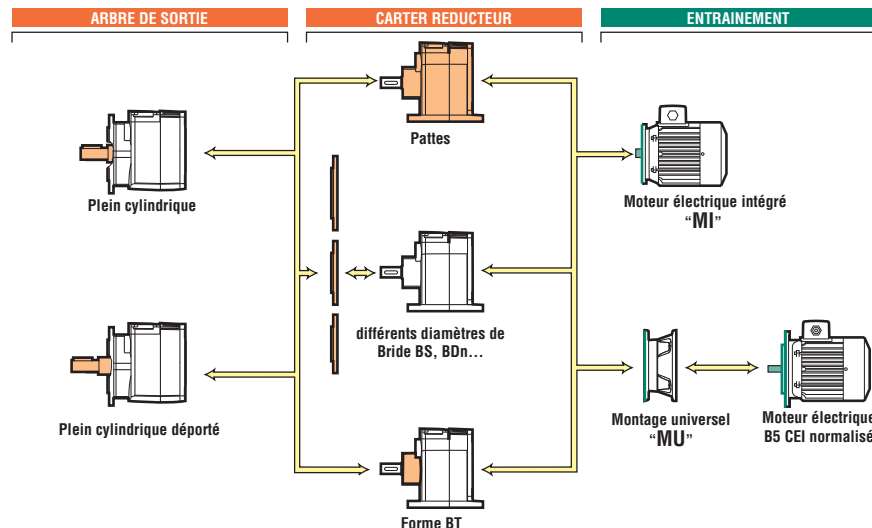 ARBRE DE SORTIE
CARTER REDUCTEUR
ENTRAINEMENT
Pattes
Plein cylindrique
Moteur électrique intégré
“MI”
différents diamètres de
Bride BS, BDn...
Plein cylindrique déporté
Montage universel
“MU”
Moteur électrique
B5 CEI normalisé
Forme BT